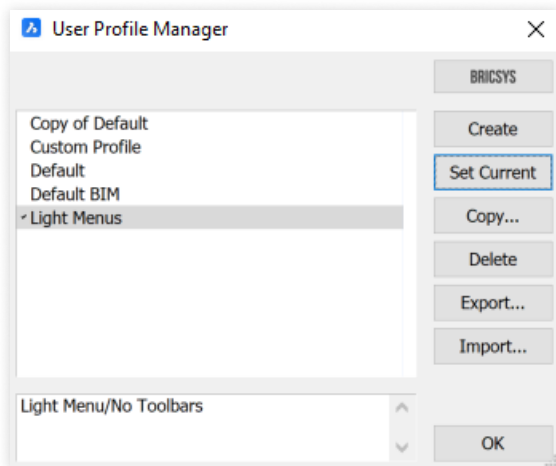 User Profile Manager
BRICSYS
Copy of Default
Custom Profile
Default
Default BIM
Light Menus
Create
Set Current
Copy...
Delete
Export...
Import...
Light Menu/No Toolbars
OK